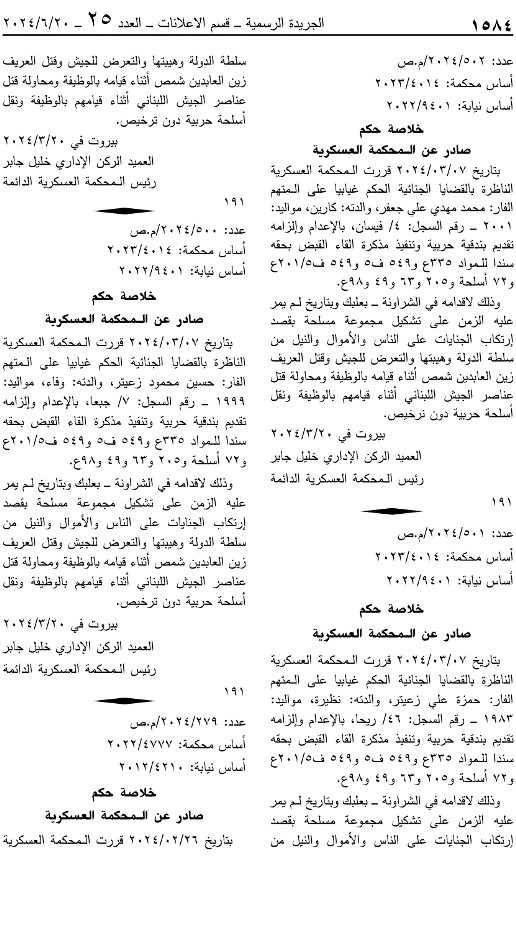 ١٥٨٤
الجريدة الرسمية ــ قسم الاعلانات ــ العدد ٢٥ ــ ٢٠٢٤/٦/٢٠
عدد: ٢٠٢٤/٥٠٢/م.ص
أساس محكمة: ٢٠٢٣/٤٠١٤
أساس نيابة: ٢٠٢٢/٩٤٠١
خلاصة حكم
صادر عن المحكمة العسكرية
بتاريخ ٢٠٢٤/٠٣/٠٧ قررت المحكمة العسكرية
الناظرة بالقضايا الجنائية الحكم غيابيا على المتهم
الفار: محمد مهدي علي جعفر، والدته: كارين، مواليد:
٢٠٠١ ــ رقم السجل: ٤/ فيسان، بالإعدام وإلزامه
تقديم بندقية حربية وتنفيذ مذكرة القاء القبض بحقه
سندا للمواد ٣٣٥ع و٥٤٩ ف٥ و٥٤٩ ف٢٠١/٥ع
و٧٢ أسلحة و٢٠٥ و٦٣ و٤٩ و٩٨ع.
وذلك لاقدامه في الشراونة ــ بعلبك وبتاريخ لم يمر
عليه الزمن على تشكيل مجموعة مسلحة بقصد
إرتكاب الجنايات على الناس والأموال والنيل من
سلطة الدولة وهيبتها والتعرض للجيش وقتل العريف
زين العابدين شمص أثناء قيامه بالوظيفة ومحاولة قتل
عناصر الجيش اللبناني أثناء قيامهم بالوظيفة ونقل
أسلحة حربية دون ترخيص.
بيروت في ٢٠٢٤/٣/٢٠
العميد الركن الإداري خليل جابر
رئيس المحكمة العسكرية الدائمة
١٩١
عدد: ٢٠٢٤/٥٠١/م.ص
أساس محكمة: ٢٠٢٣/٤٠١٤
أساس نيابة: ٢٠٢٢/٩٤٠١
خلاصة حكم
صادر عن المحكمة العسكرية
بتاريخ ٢٠٢٤/٠٣/٠٧ قررت المحكمة العسكرية
الناظرة بالقضايا الجنائية الحكم غيابيا على المتهم
الفار: حمزة علي زعيتر، والدته: نظيرة، مواليد:
١٩٨٣ ــ رقم السجل: ٤٦/ ريحا، بالإعدام وإلزامه
تقديم بندقية حربية وتنفيذ مذكرة القاء القبض بحقه
سندا للمواد ٣٣٥ع و٥٤٩ ف٥ و٥٤٩ ف٢٠١/٥ع
و٧٢ أسلحة و٢٠٥ و٦٣ و٤٩ و٩٨ع.
وذلك لاقدامه في الشراونة ــ بعلبك وبتاريخ لم يمر
عليه الزمن على تشكيل مجموعة مسلحة بقصد
إرتكاب الجنايات على الناس والأموال والنيل من
سلطة الدولة وهيبتها والتعرض للجيش وقتل العريف
زين العابدين شمص أثناء قيامه بالوظيفة ومحاولة قتل
عناصر الجيش اللبناني أثناء قيامهم بالوظيفة ونقل
أسلحة حربية دون ترخيص.
بيروت في ٢٠٢٤/٣/٢٠
العميد الركن الإداري خليل جابر
رئيس المحكمة العسكرية الدائمة
١٩١
عدد: ٢٠٢٤/٥٠٠/م.ص
أساس محكمة: ٢٠٢٣/٤٠١٤
أساس نيابة: ٢٠٢٢/٩٤٠١
خلاصة حكم
صادر عن المحكمة العسكرية
بتاريخ ٢٠٢٤/٠٣/٠٧ قررت المحكمة العسكرية
الناظرة بالقضايا الجنائية الحكم غيابيا على المتهم
الفار: حسين محمود زعيتر، والدته: وفاء، مواليد:
١٩٩٩ ــ رقم السجل: ٧/ جبعا، بالإعدام وإلزامه
تقديم بندقية حربية وتنفيذ مذكرة القاء القبض بحقه
سندا للمواد ٣٣٥ع و٥٤٩ ف٥ و٥٤٩ ف٢٠١/٥ع
و٧٢ أسلحة و٢٠٥ و٦٣ و٤٩ و٩٨ع.
وذلك لاقدامه في الشراونة ــ بعلبك وبتاريخ لم يمر
عليه الزمن على تشكيل مجموعة مسلحة بقصد
إرتكاب الجنايات على الناس والأموال والنيل من
سلطة الدولة وهيبتها والتعرض للجيش وقتل العريف
زين العابدين شمص أثناء قيامه بالوظيفة ومحاولة قتل
عناصر الجيش اللبناني أثناء قيامهم بالوظيفة ونقل
أسلحة حربية دون ترخيص.
بيروت في ٢٠٢٤/٣/٢٠
العميد الركن الإداري خليل جابر
رئيس المحكمة العسكرية الدائمة
١٩١
عدد: ٢٠٢٤/٢٧٩/م.ص
أساس محكمة: ٢٠٢٢/٤٧٧٧
أساس نيابة: ٢٠١٢/٤٢١٠
خلاصة حكم
صادر عن المحكمة العسكرية
بتاريخ ٢٠٢٤/٠٢/٢٦ قررت المحكمة العسكرية